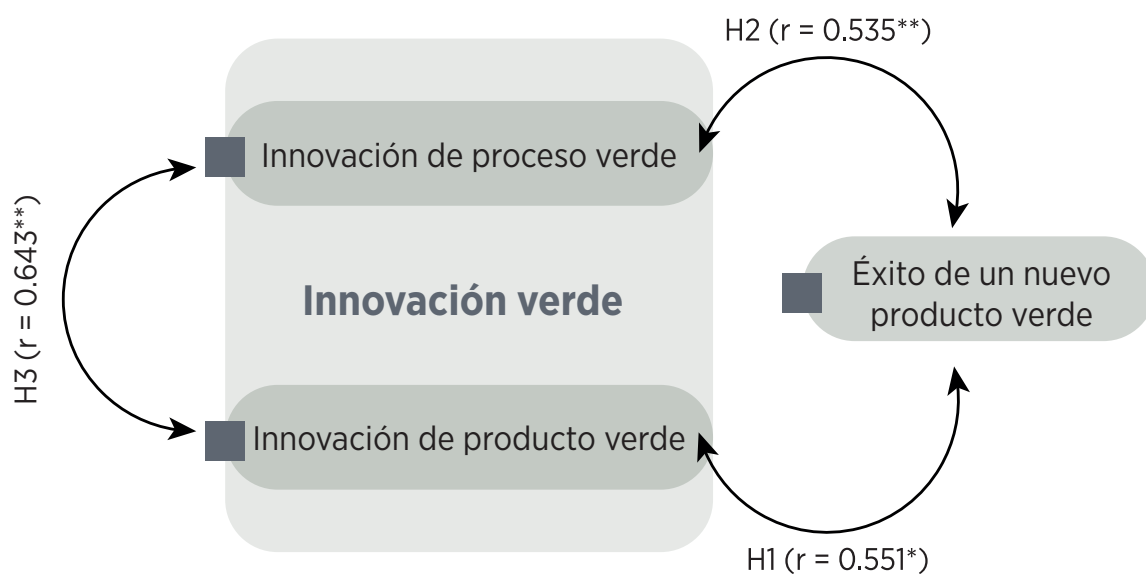 H2 (r = 0.535**)
Innovación de proceso verde
H3 (r = 0.643**)
Innovación verde
Éxito de un nuevo
producto verde
Innovación de producto verde
H1 (r = 0.551*)